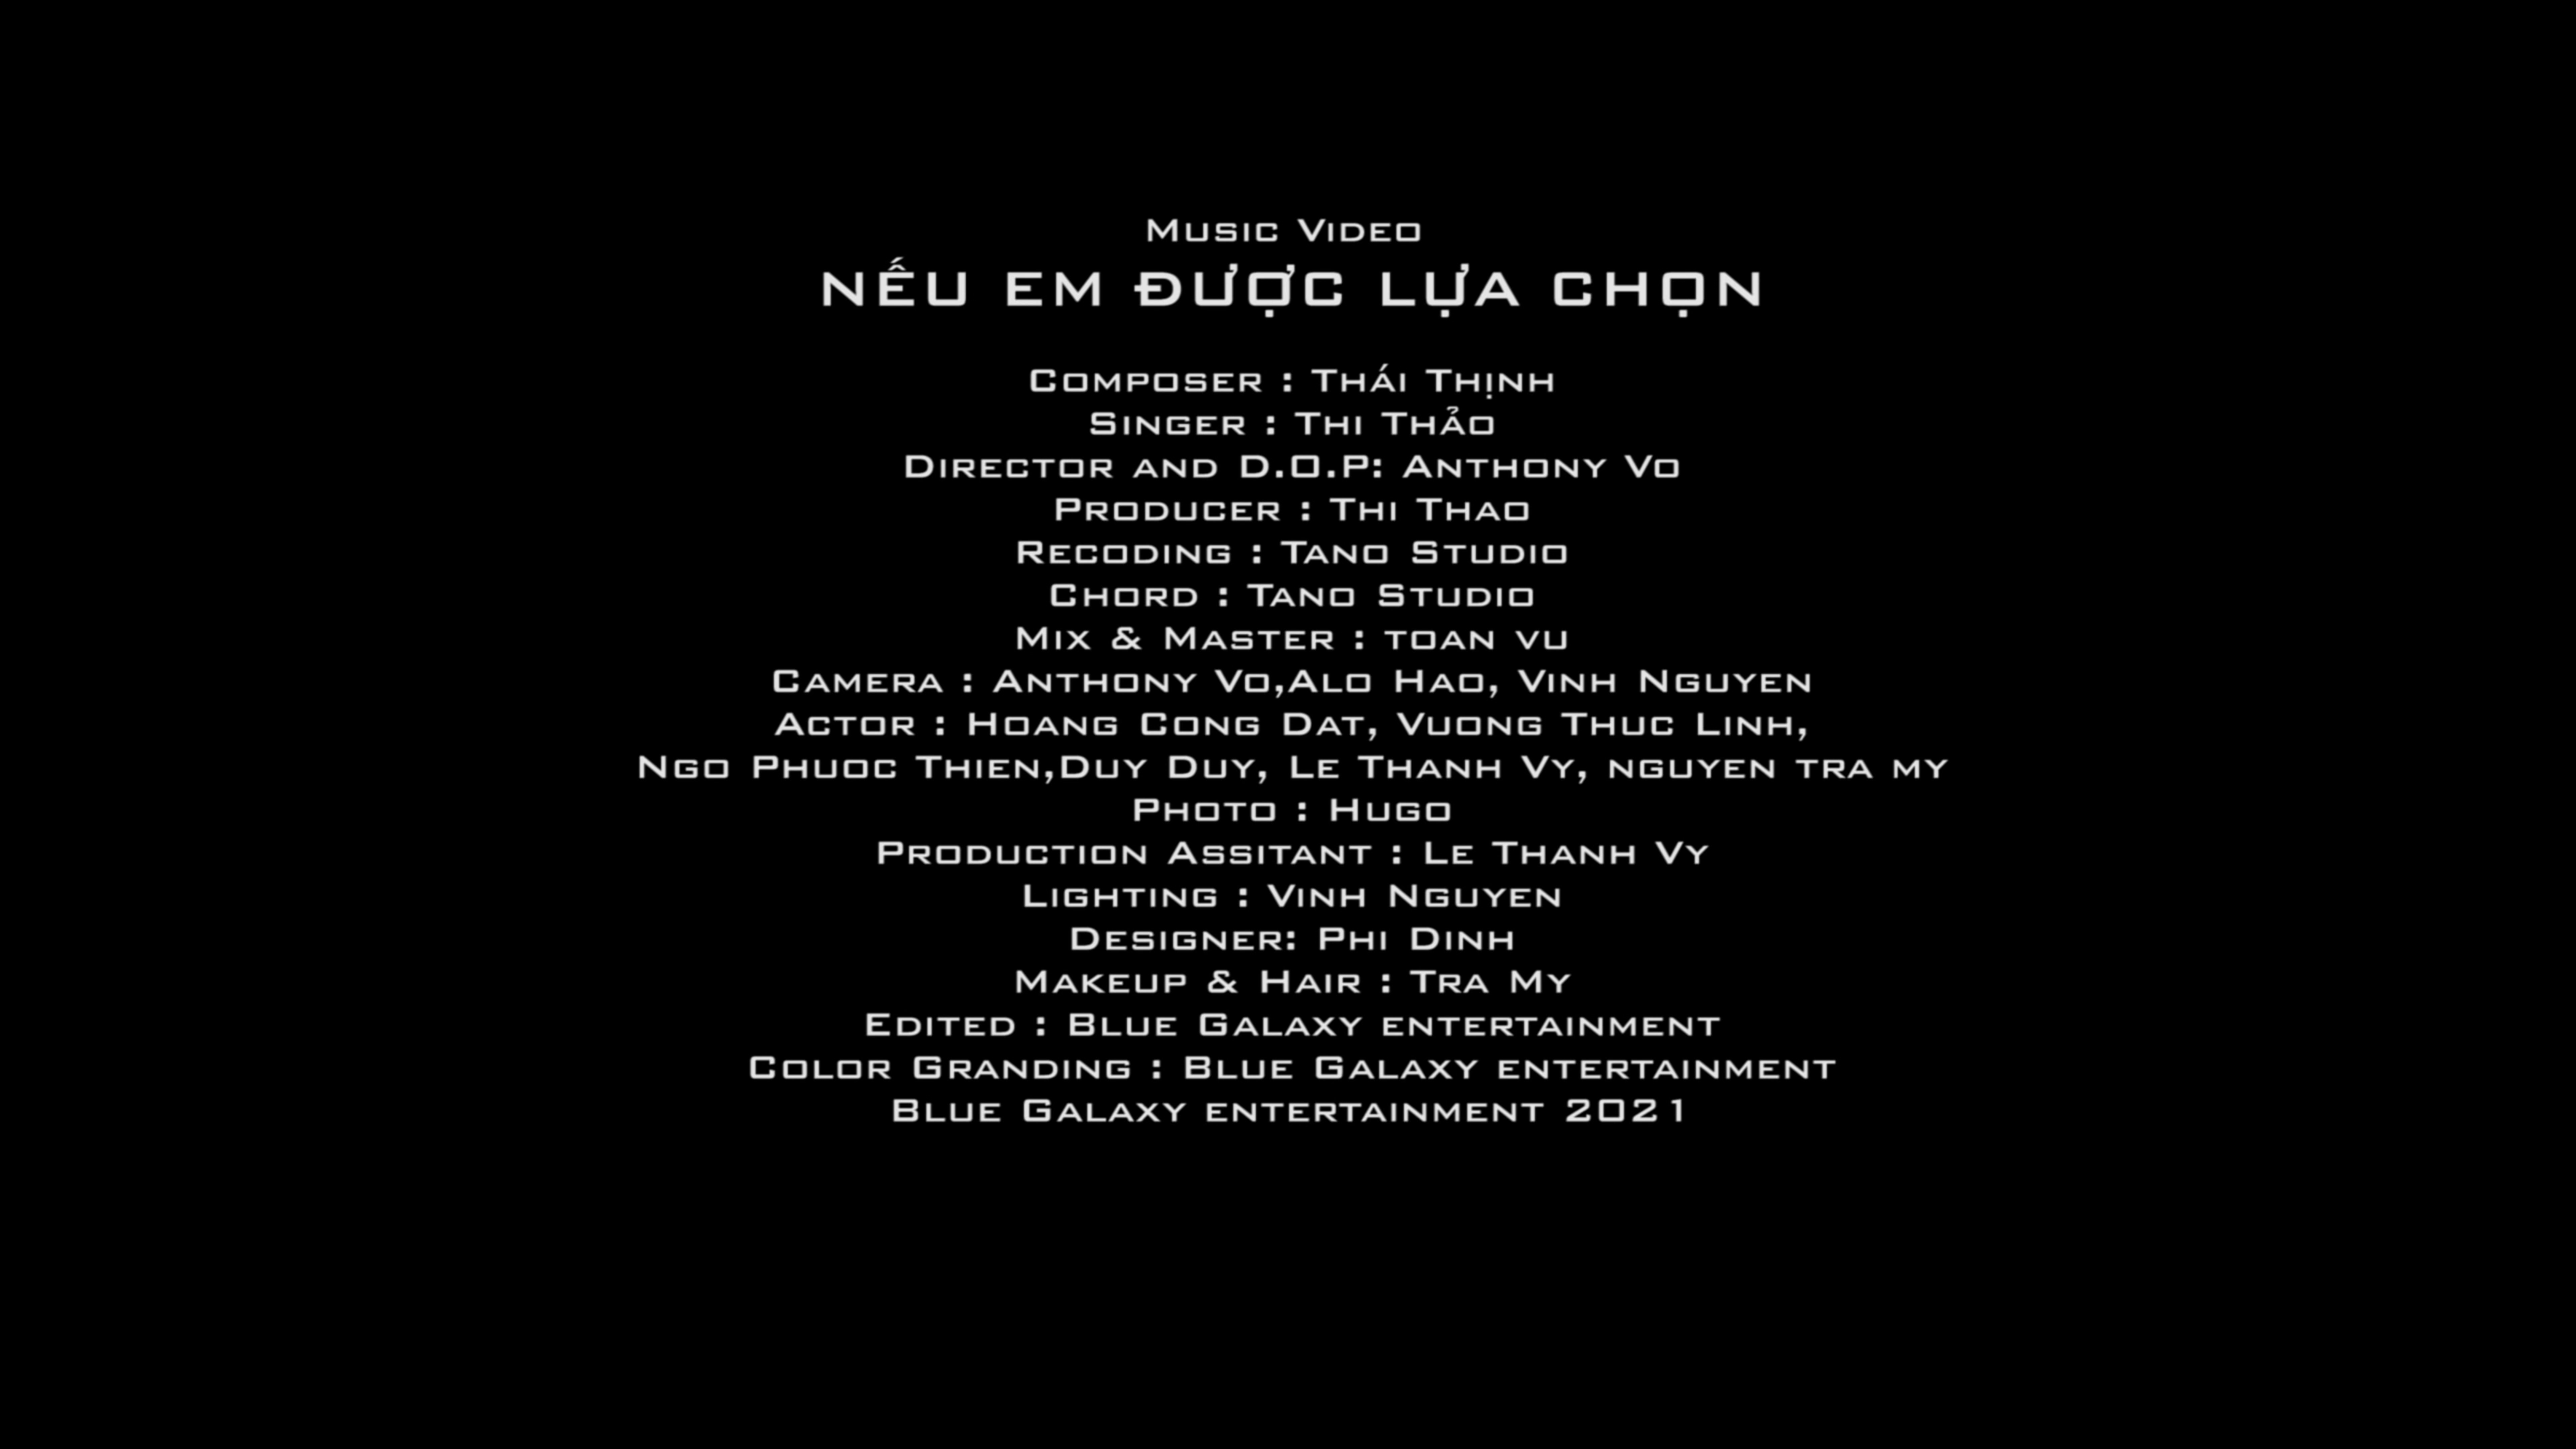 Music Video
NẾU EM ĐƯỢC LỰA CHỌN
Composer : Thái Thịnh
Singer : Thi Thảo
Director and D.O.P: Anthony Vo
Producer : Thi Thao
Recoding : Tano Studio
Chord : Tano Studio
Mix & Master : toan vu
Camera : Anthony Vo,Alo Hao, Vinh Nguyen
Actor : Hoang Cong Dat, Vuong Thuc Linh,
Ngo Phuoc Thien,Duy Duy, Le Thanh Vy, nguyen tra my
Photo : Hugo
Production Assitant : Le Thanh Vy
Lighting : Vinh Nguyen
Designer: Phi Dinh
Makeup & Hair : Tra My
Edited : Blue Galaxy entertainment
Color Granding : Blue Galaxy entertainment
Blue Galaxy entertainment 2021